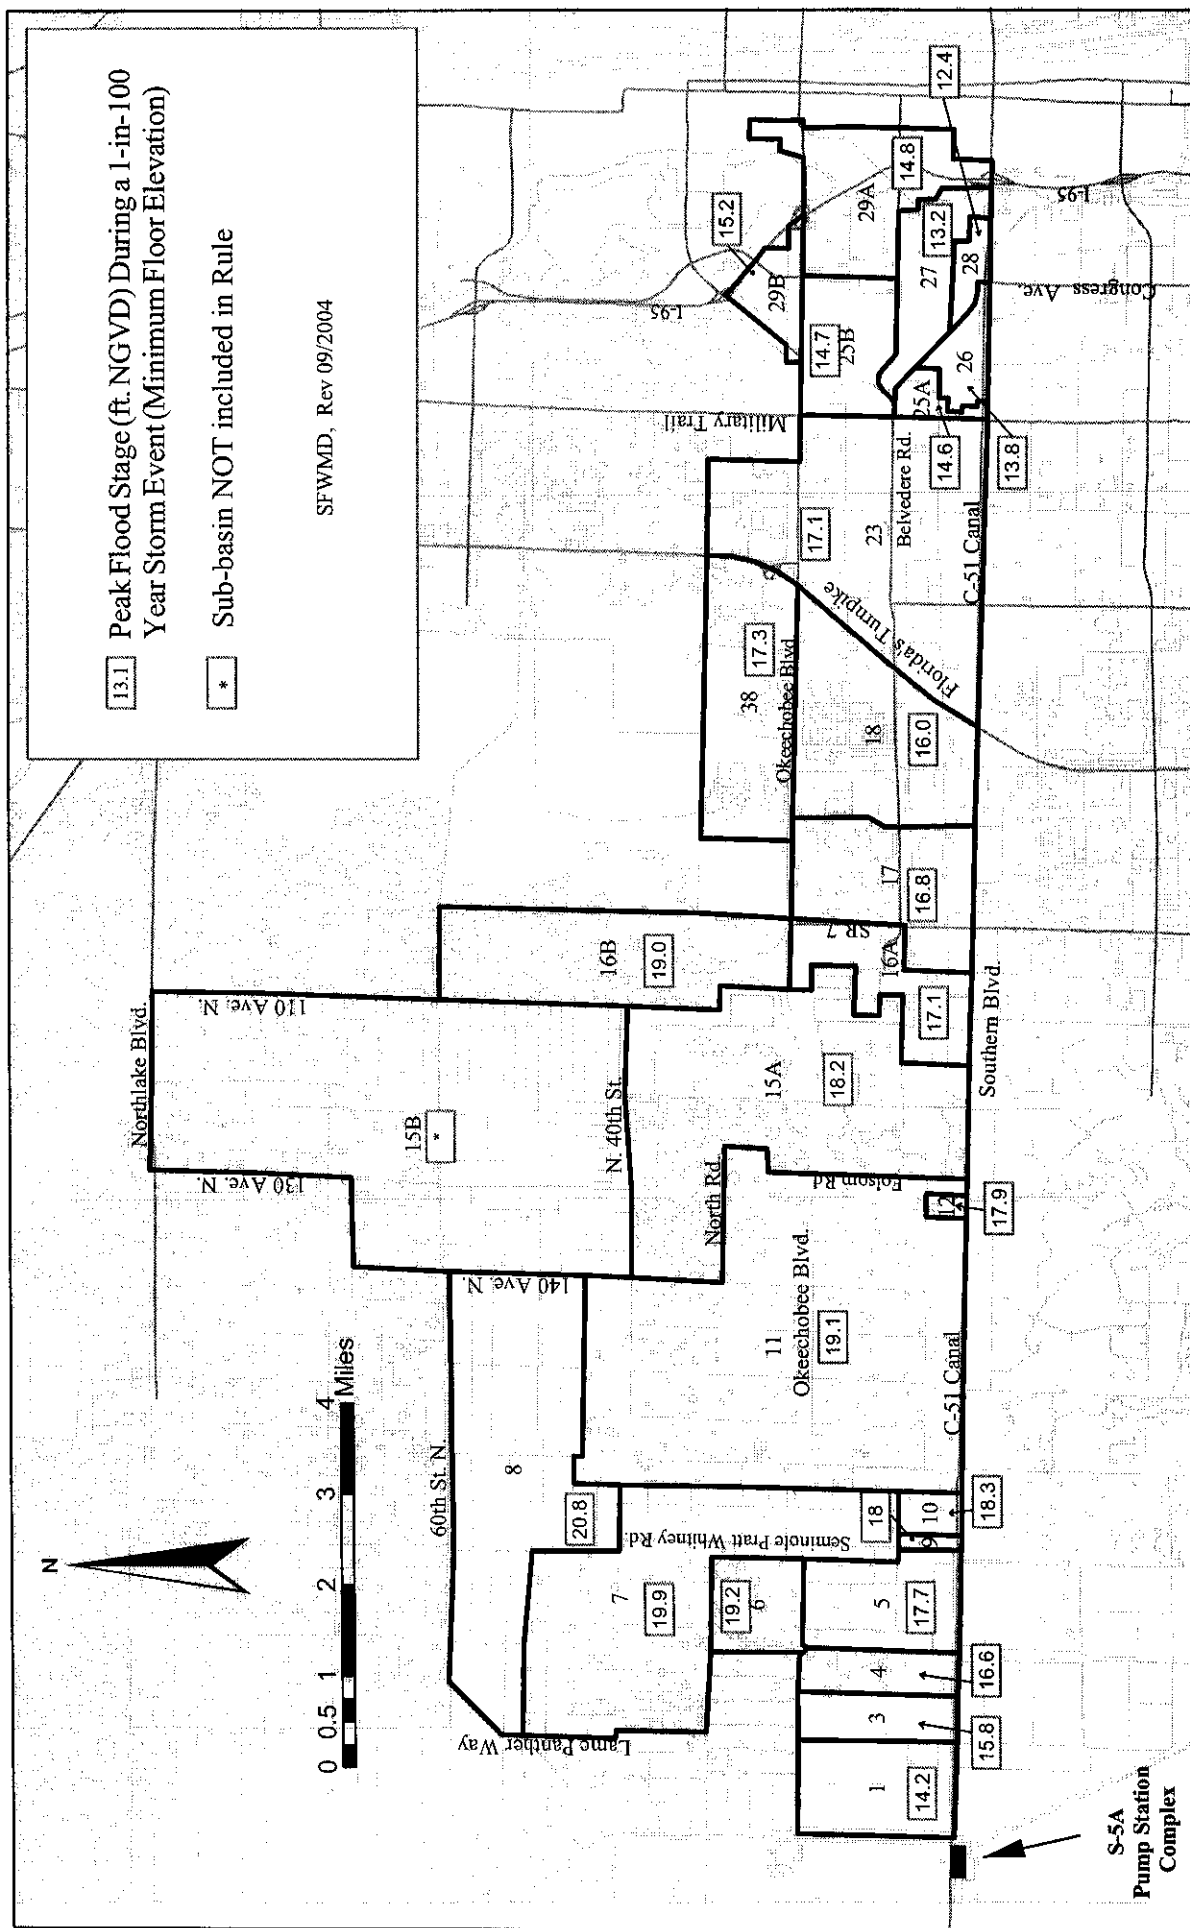 13.1 Peak Flood Stage (ft. NGVD) During a 1-in-100
Year Storm Event (Minimum Floor Elevation)
* Sub-basin NOT included in Rule
SFWMD, Rev 09/2004
N
0 0.5 1 2 3 4
Miles
Northlake Blvd.
130 Ave. N.
110 Ave. N.
15B
*
60th St. N
140 Ave. N.
N. 40th St.
8
20.8
Lame Panther Way
7
19.9
Seminole Pratt Whitney Rd.
6
19.2
North Rd.
16B
19.0
15A
18.2
11
Okeechobee Blvd.
19.1
Folsom Rd
1
14.2
3
15.8
4
16.6
5
17.7
9
18
10
18.3
12
17.9
C-51 Canal
16A
17.1
SR 7
17
16.8
Southern Blvd.
38
17.3
Okeechobee Blvd
18
16.0
Florida's Turnpike
17.1
23
Belvedere Rd.
C-51 Canal
Military Trail
14.7
25B
25A
14.6
26
13.8
I-95
29B
15.2
29A
14.8
27
13.2
28
12.4
I-95
Congress Ave.
S-5A
Pump Station
Complex